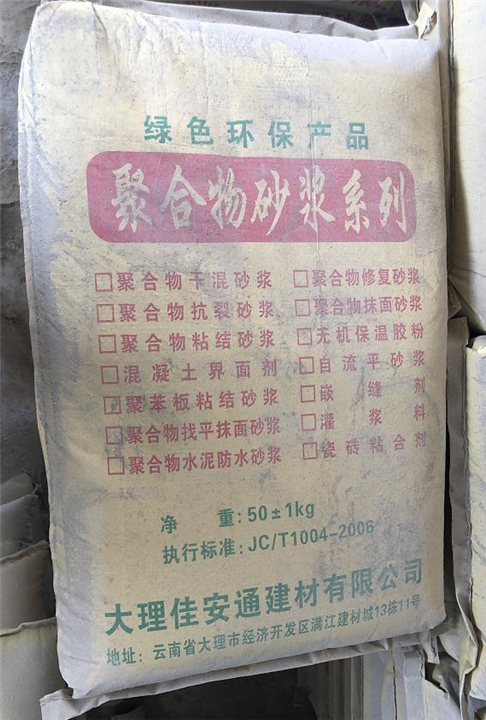 绿色环保产品
聚合物砂浆系列
□聚合物干混砂浆 □聚合物修复砂浆
□聚合物抗裂砂浆 □聚合物抹面砂浆
□聚合物粘结砂浆 □无机保温胶粉
□混凝土界面剂 □自流平砂浆
□聚苯板粘结砂浆 □嵌缝剂
□聚合物找平抹面砂浆 □灌浆料
□聚合物水泥防水砂浆 □瓷砖粘合剂
净 重:50±1kg
执行标准:JC/T1004-2006
大理佳安通建材有限公司
地址:云南省大理市经济开发区满江建材城13栋11号